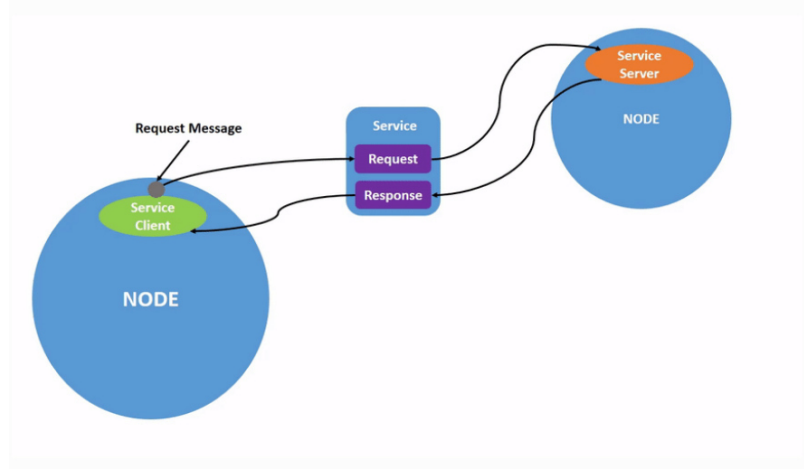 Service
Server
NODE
Request Message
Service
Request
Response
Service
Client
NODE